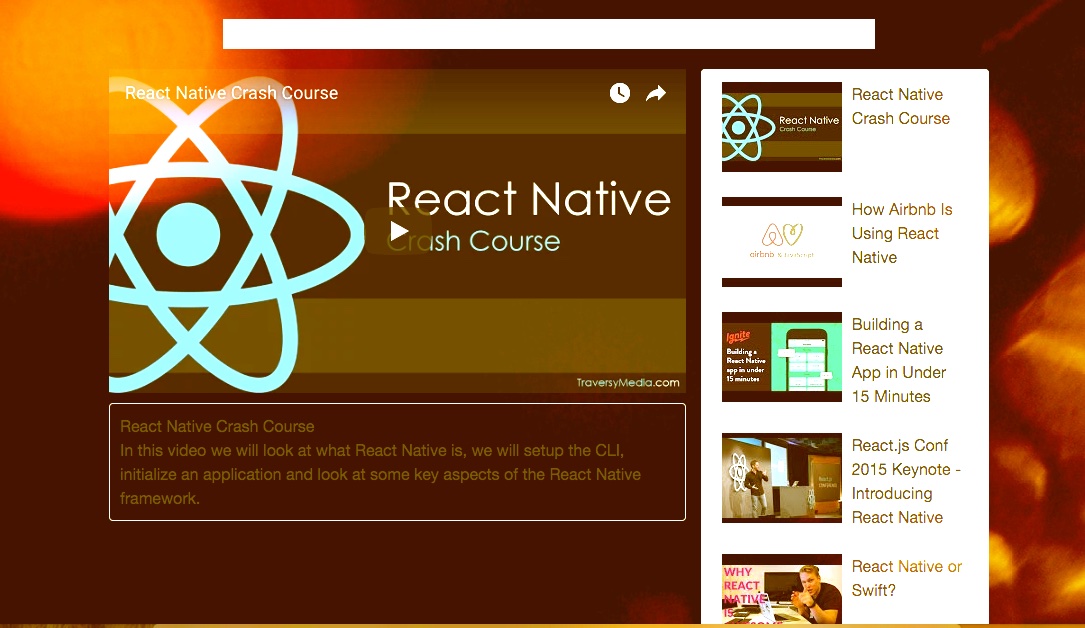 React Native Crash Course
React Native
Crash Course
TraversyMedia.com
React Native Crash Course
In this video we will look at what React Native is, we will setup the CLI,
initialize an application and look at some key aspects of the React Native
framework.
React Native
Crash Course
React Native
Crash Course
airbnb & JavaScript
How Airbnb Is
Using React
Native
Ignite
Building a
React Native
app in under
15 minutes
Building a
React Native
App in Under
15 Minutes
React.js Conf
2015 Keynote -
Introducing
React Native
WHY
REACT
NATIVE
IS
React Native or
Swift?